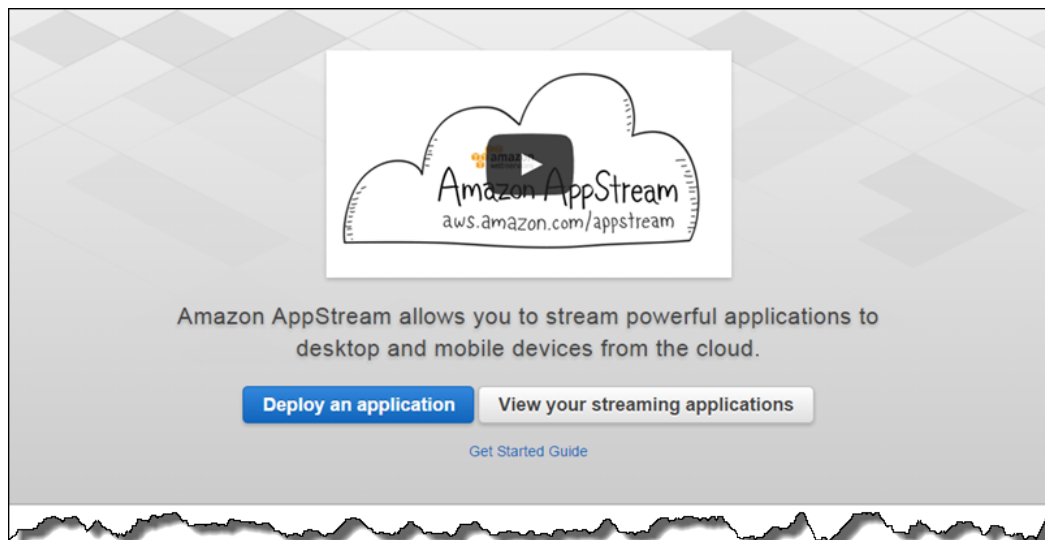 amazon
Amazon AppStream
aws.amazon.com/appstream
Amazon AppStream allows you to stream powerful applications to
desktop and mobile devices from the cloud.
Deploy an application
View your streaming applications
Get Started Guide